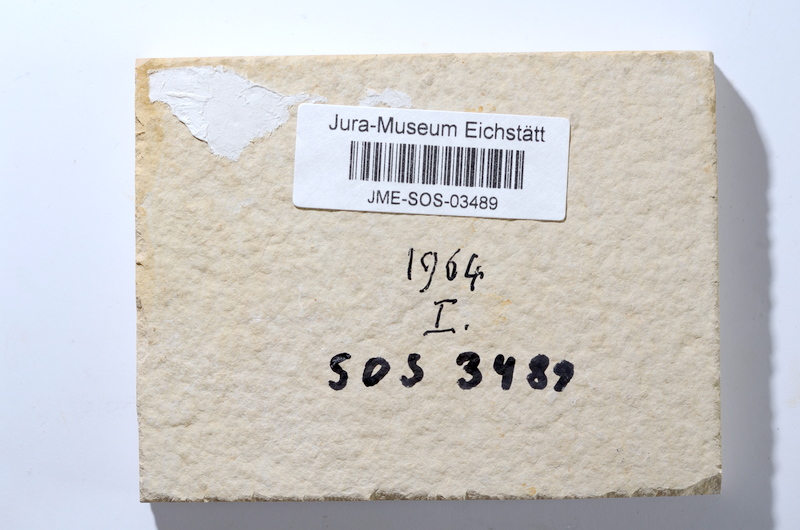 Jura-Museum Eichstätt
JME-SOS-03489
1964
I.
SOS 3489